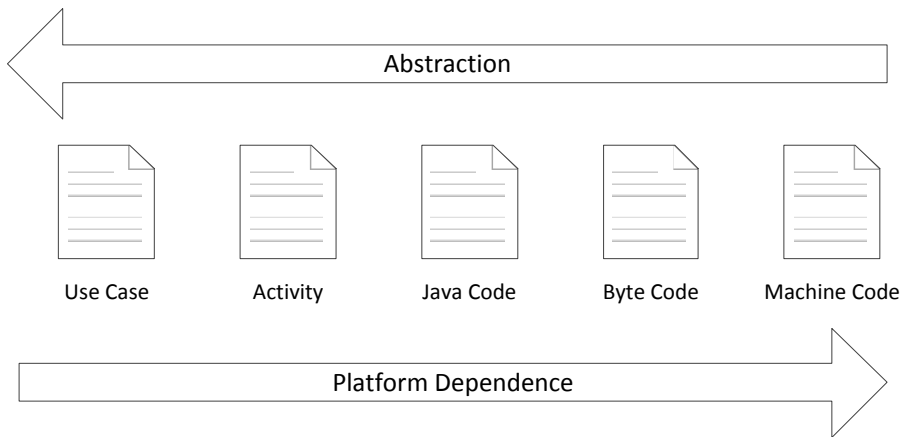 Abstraction
Use Case Activity Java Code Byte Code Machine Code
Platform Dependence